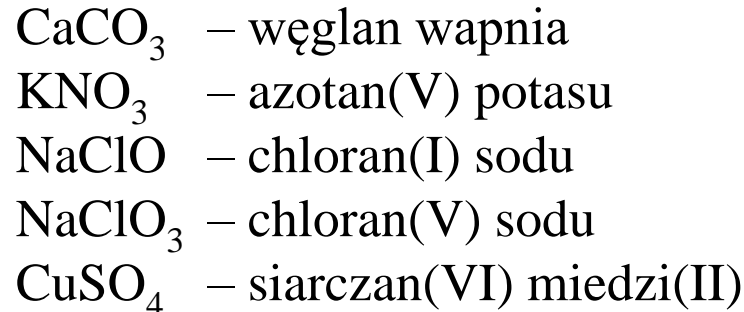 CaCO₃ – węglan wapnia
KNO₃ – azotan(V) potasu
NaClO – chloran(I) sodu
NaClO₃ – chloran(V) sodu
CuSO₄ – siarczan(VI) miedzi(II)